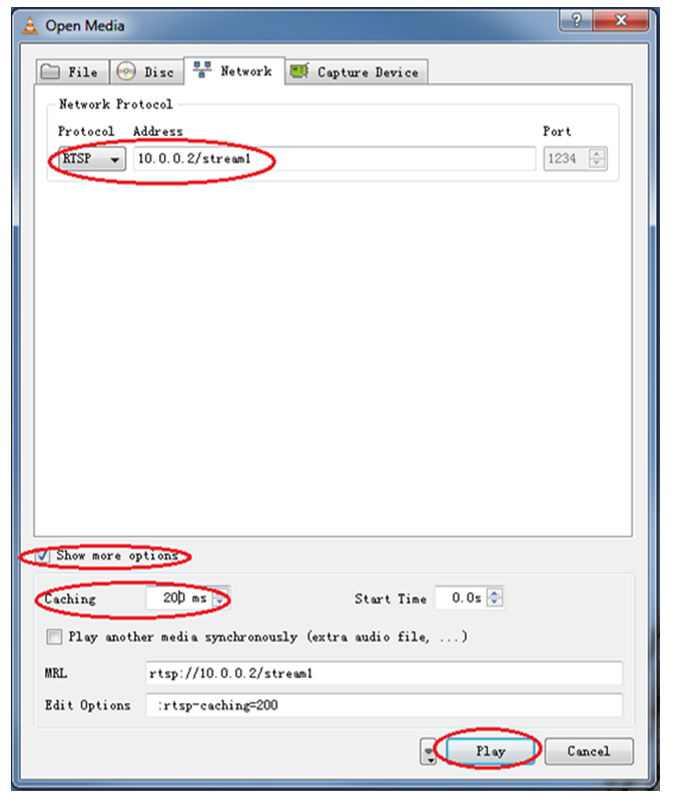 Open Media
File Disc Network Capture Device
Network Protocol
Protocol Address Port
RTSP 10.0.0.2/stream1 1234
Show more options
Caching 200 ms Start Time 0.0s
Play another media synchronously (extra audio file, ...)
MRL rtsp://10.0.0.2/stream1
Edit Options :rtsp-caching=200
Play Cancel